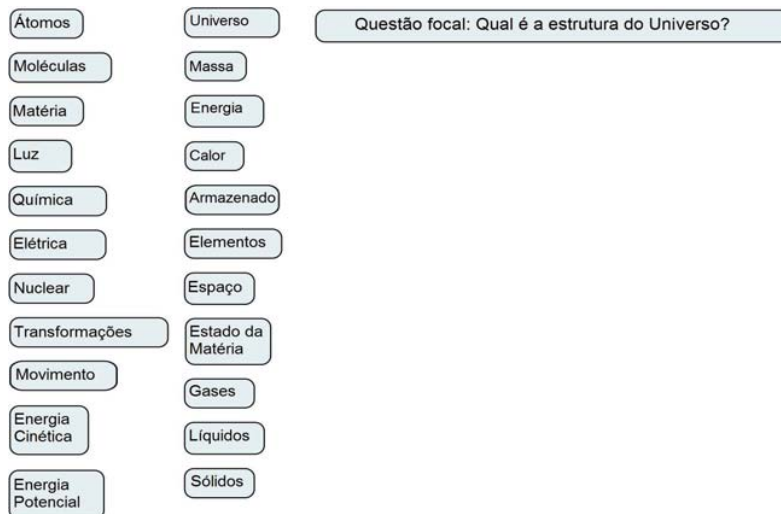 Átomos
Moléculas
Matéria
Luz
Química
Elétrica
Nuclear
Transformações
Movimento
Energia
Cinética
Energia
Potencial
Universo
Massa
Energia
Calor
Armazenado
Elementos
Espaço
Estado da
Matéria
Gases
Líquidos
Sólidos
Questão focal: Qual é a estrutura do Universo?